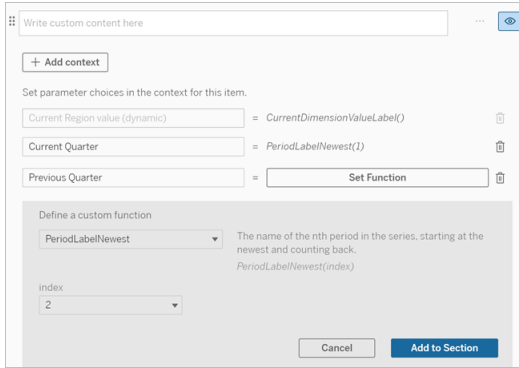 Write custom content here
+ Add context
Set parameter choices in the context for this item.
Current Region value (dynamic) = CurrentDimensionValueLabel()
Current Quarter = PeriodLabelNewest(1)
Previous Quarter = Set Function
Define a custom function
PeriodLabelNewest
The name of the nth period in the series, starting at the
newest and counting back.
PeriodLabelNewest(index)
index
2
Cancel Add to Section